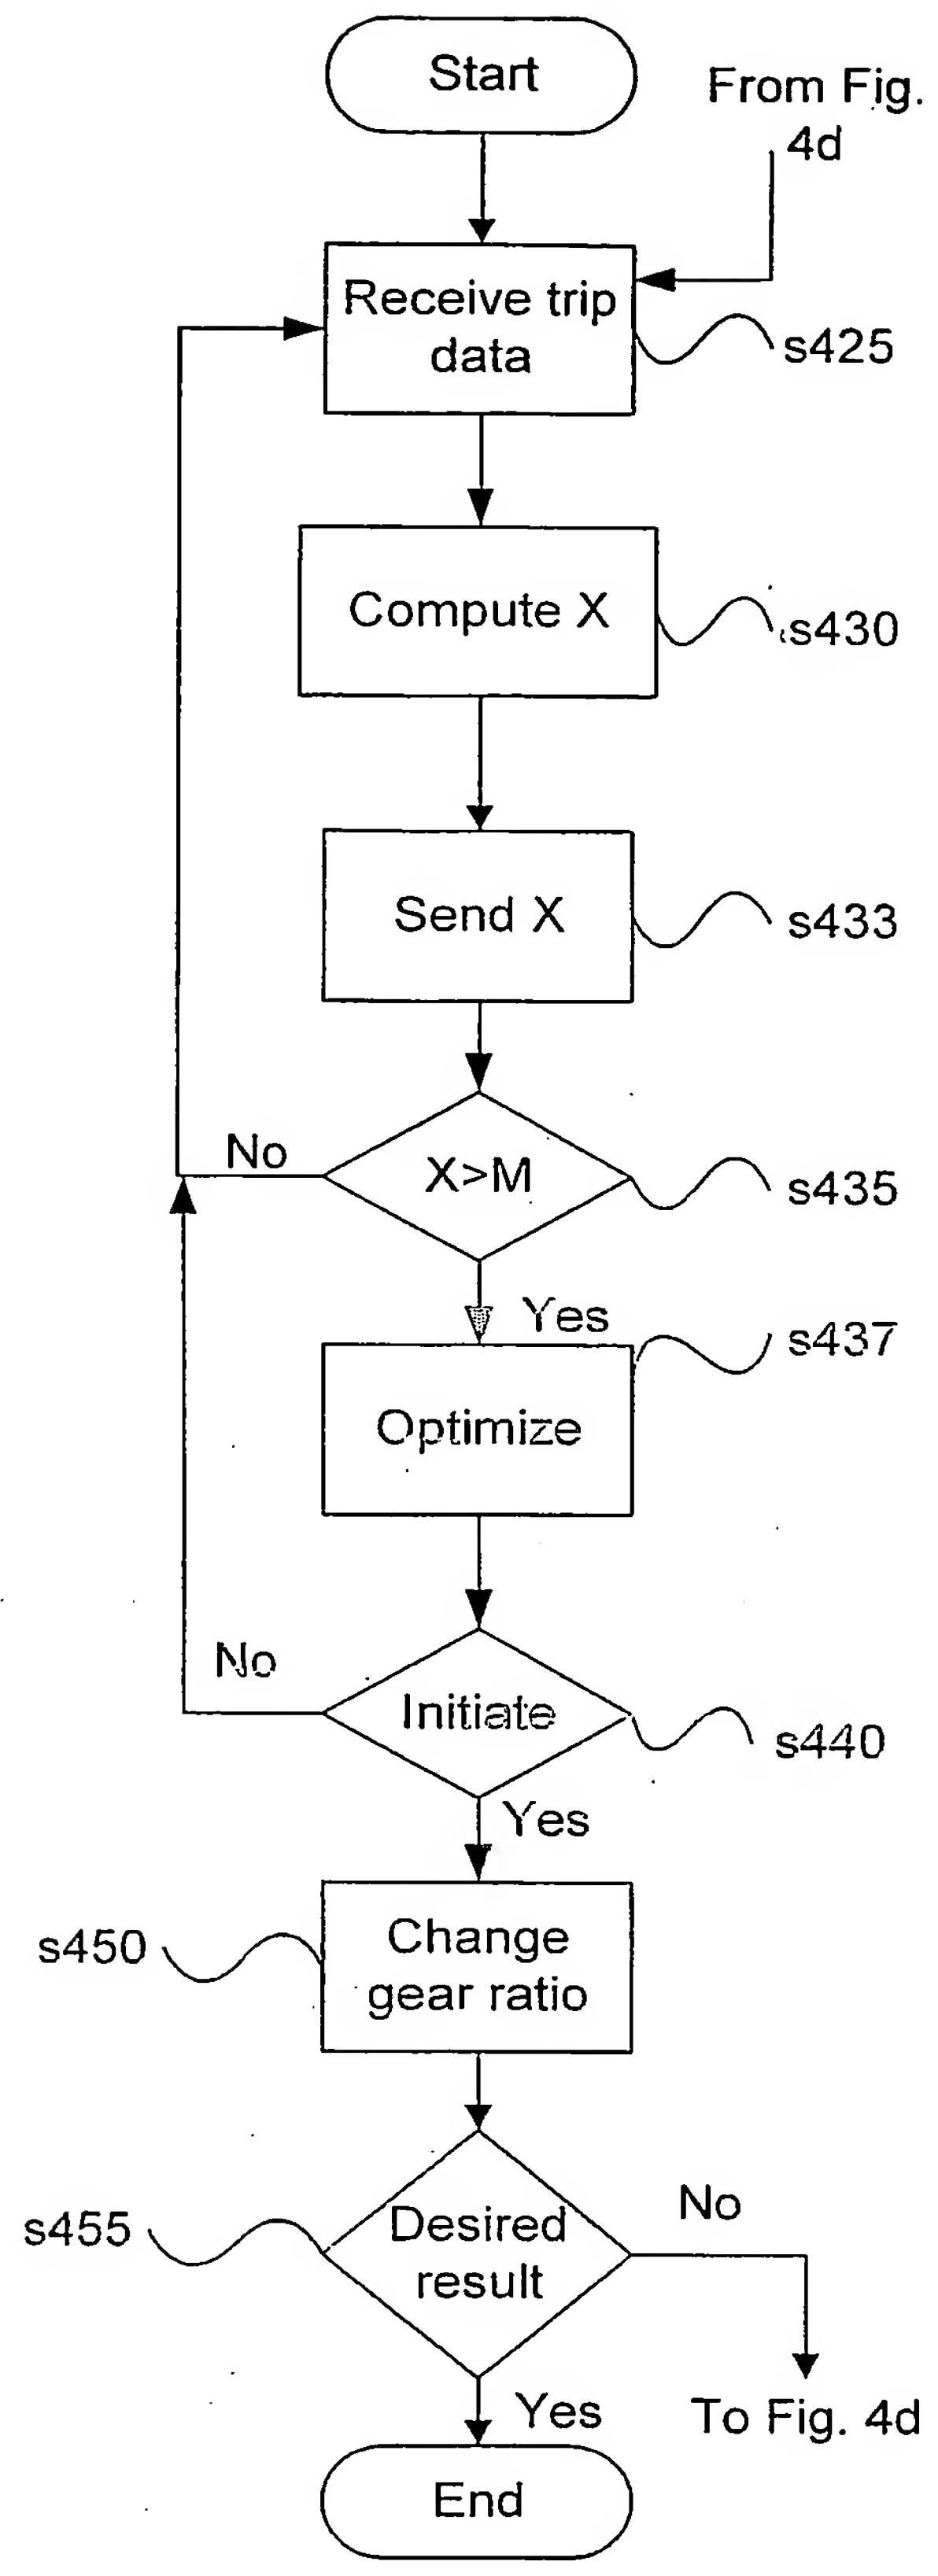 Start
From Fig.
4d
Receive trip
data
s425
Compute X
s430
Send X
s433
No
X>M
s435
Yes
s437
Optimize
No
Initiate
s440
Yes
s450
Change
gear ratio
s455
Desired
result
No
Yes
To Fig. 4d
End